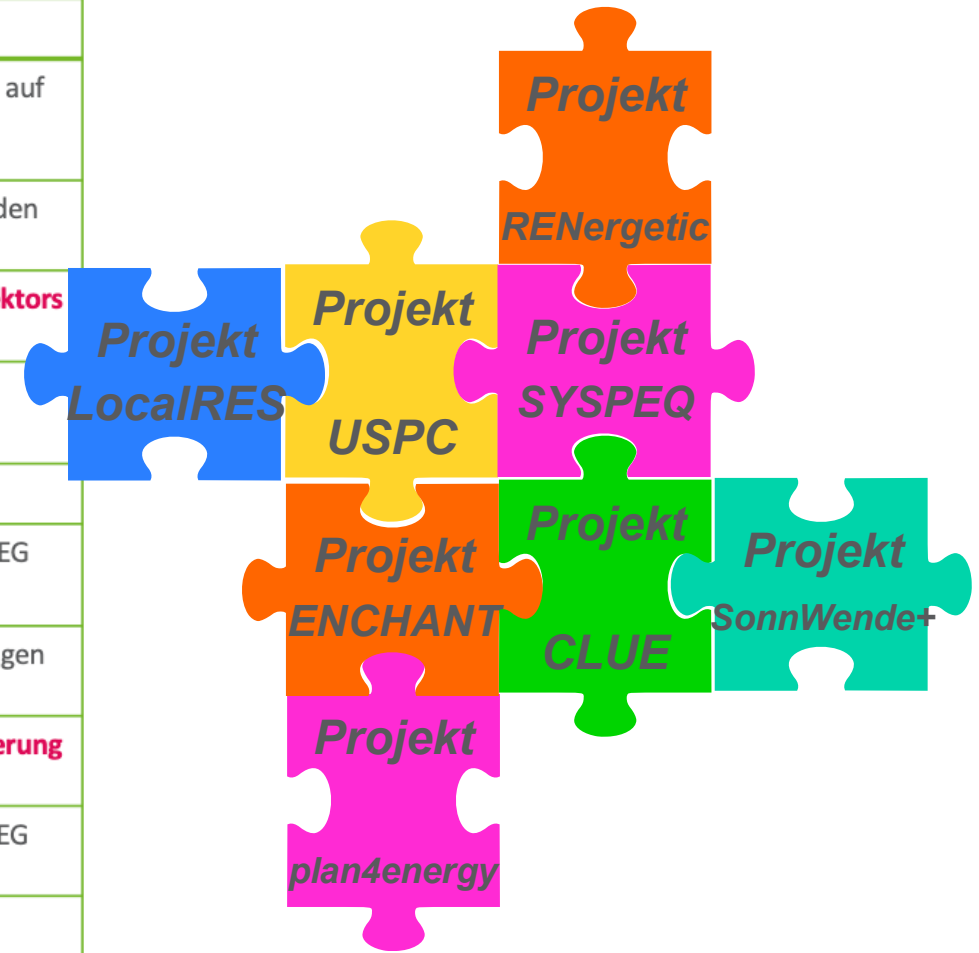 auf
den
ktors
EG
gen
erung
EG
Projekt
RENergetic
Projekt
LocalRES
Projekt
USPC
Projekt
SYSPEQ
Projekt
ENCHANT
Projekt
CLUE
Projekt
SonnWende+
Projekt
plan4energy